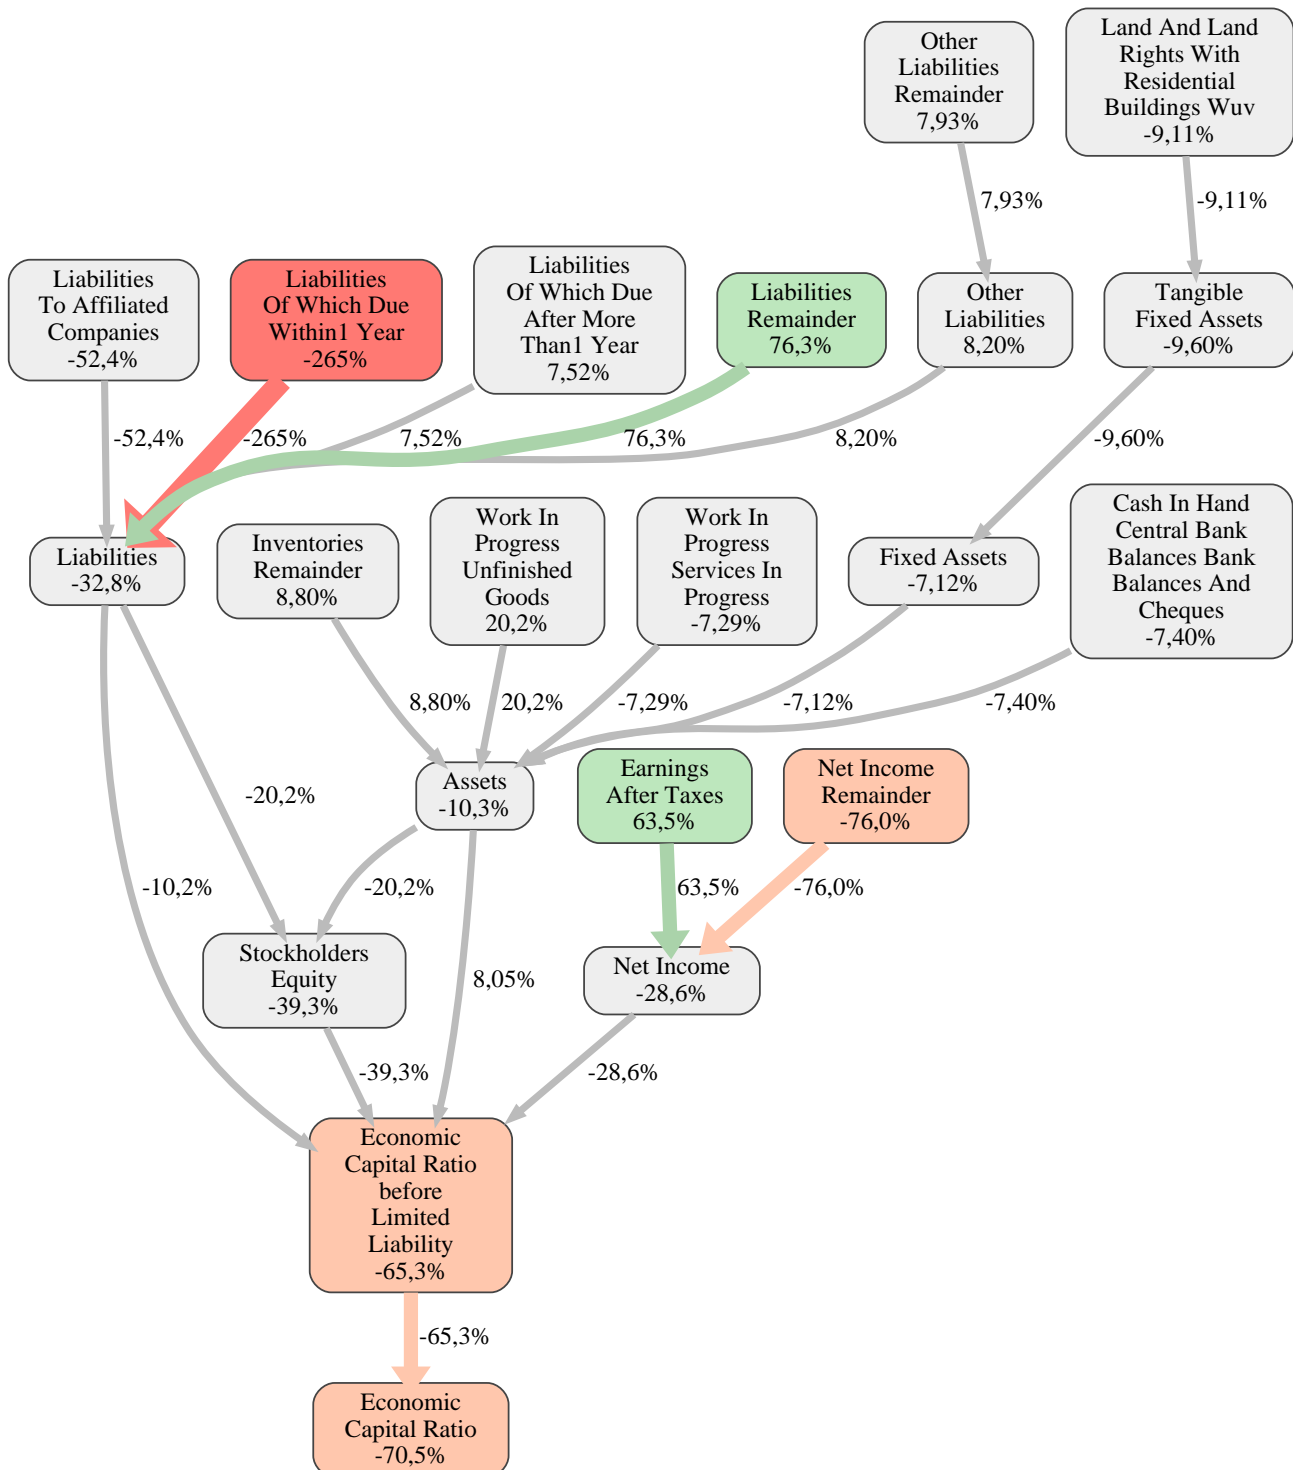 Other
Liabilities
Remainder
7,93%
Land And Land
Rights With
Residential
Buildings Wuv
-9,11%
7,93%
-9,11%
Liabilities
To Affiliated
Companies
-52,4%
Liabilities
Of Which Due
Within1 Year
-265%
Liabilities
Of Which Due
After More
Than1 Year
7,52%
Liabilities
Remainder
76,3%
Other
Liabilities
8,20%
Tangible
Fixed Assets
-9,60%
-52,4%
-265%
7,52%
76,3%
8,20%
-9,60%
Liabilities
-32,8%
Inventories
Remainder
8,80%
Work In
Progress
Unfinished
Goods
20,2%
Work In
Progress
Services In
Progress
-7,29%
Fixed Assets
-7,12%
Cash In Hand
Central Bank
Balances Bank
Balances And
Cheques
-7,40%
8,80%
20,2%
-7,29%
-7,12%
-7,40%
-20,2%
Assets
-10,3%
Earnings
After Taxes
63,5%
Net Income
Remainder
-76,0%
-10,2%
-20,2%
63,5%
-76,0%
Stockholders
Equity
-39,3%
8,05%
Net Income
-28,6%
-39,3%
-28,6%
Economic
Capital Ratio
before
Limited
Liability
-65,3%
-65,3%
Economic
Capital Ratio
-70,5%